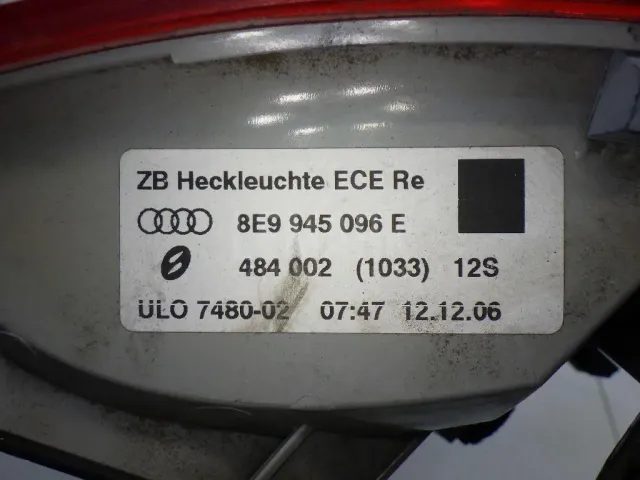 ZB Heckleuchte ECE Re
8E9 945 096 E
484 002 (1033) 12S
ULO 7480-02 07:47 12.12.06